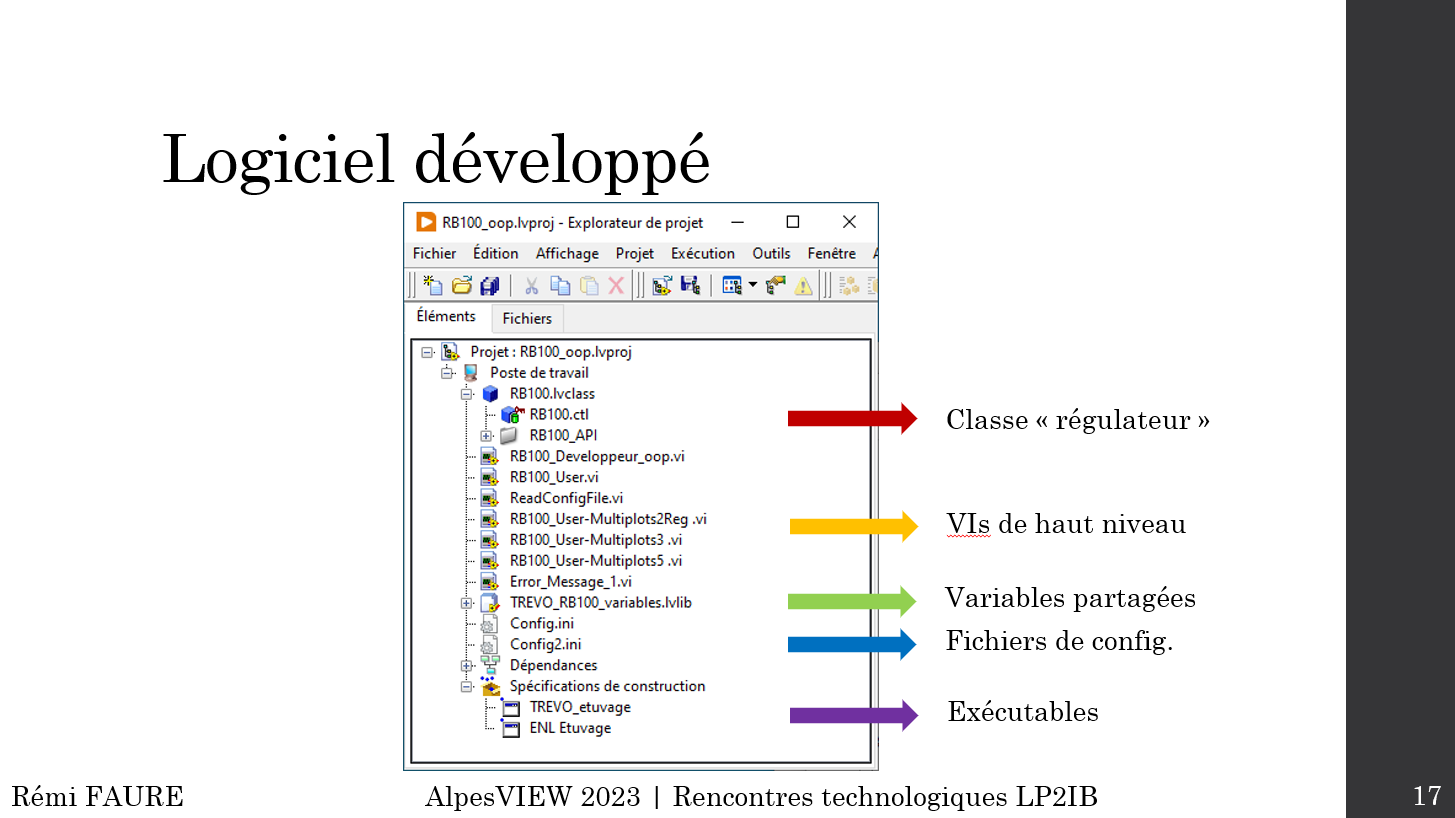 Logiciel développé
RB100_oop.lvproj - Explorateur de projet
Fichier Édition Affichage Projet Exécution Outils Fenêtre
Éléments Fichiers
Projet : RB100_oop.lvproj
Poste de travail
RB100.lvclass
RB100.ctl
RB100_API
RB100_Developpeur_oop.vi
RB100_User.vi
ReadConfigFile.vi
RB100_User-Multiplots2Reg .vi
RB100_User-Multiplots3 .vi
RB100_User-Multiplots5 .vi
Error_Message_1.vi
TREVO_RB100_variables.lvlib
Config.ini
Config2.ini
Dépendances
Spécifications de construction
TREVO_etuvage
ENL Etuvage
Classe « régulateur »
VIs de haut niveau
Variables partagées
Fichiers de config.
Exécutables
Rémi FAURE
AlpesVIEW 2023 | Rencontres technologiques LP2IB
17